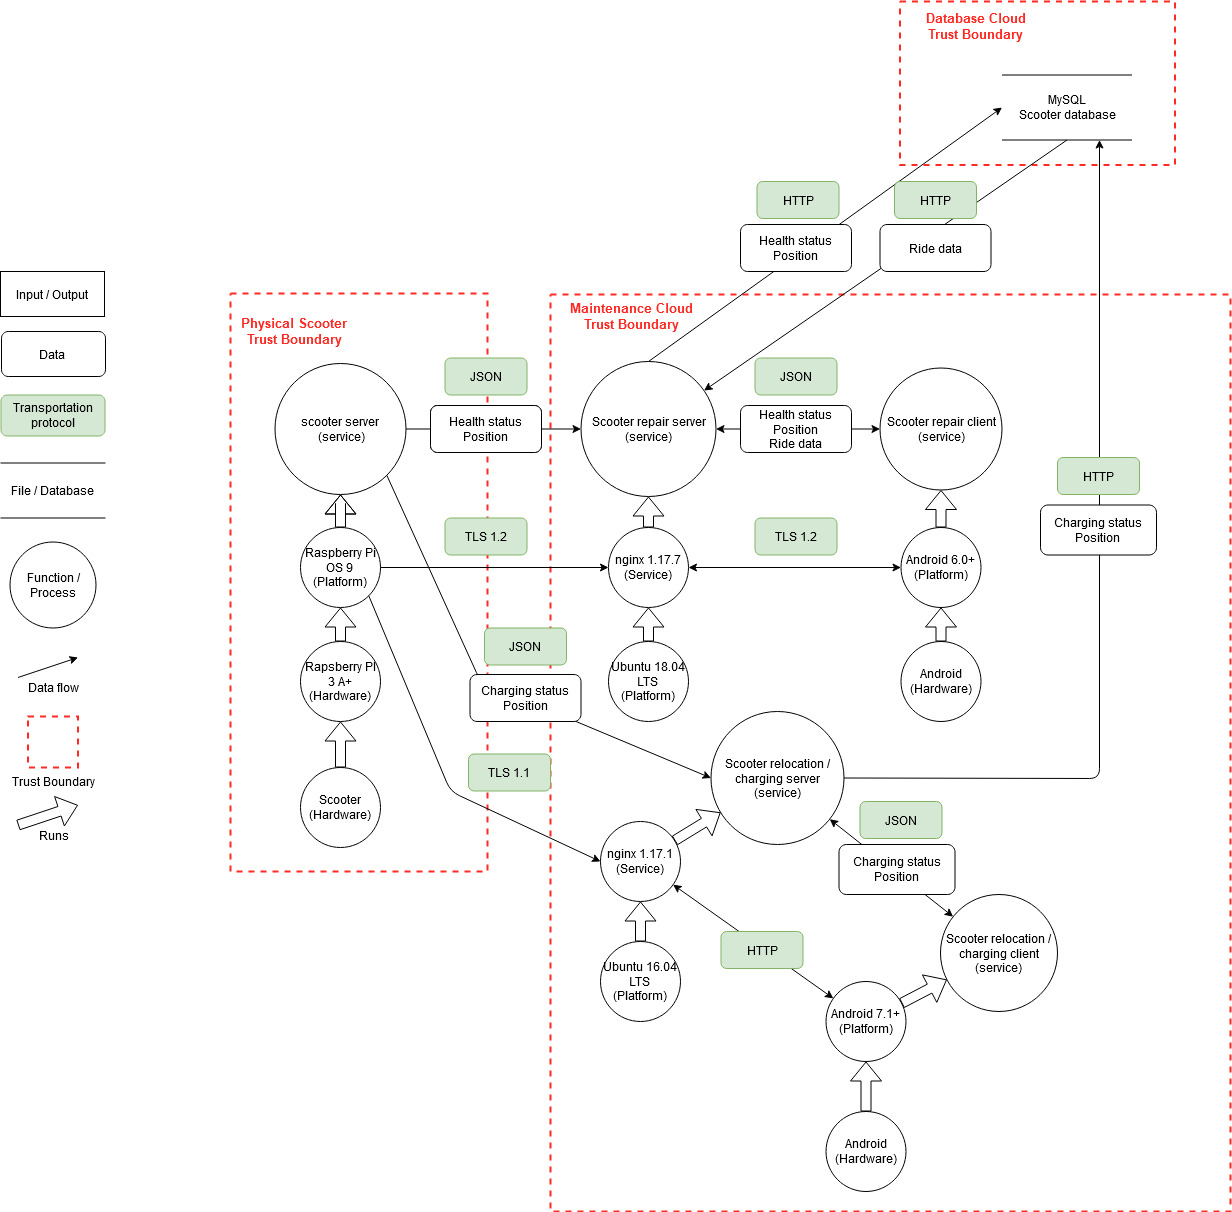 Database Cloud
Trust Boundary
MySQL
Scooter database
HTTP
HTTP
Health status
Position
Ride data
Input / Output
Data
Transportation
protocol
File / Database
Function /
Process
Data flow
Trust Boundary
Runs
Physical Scooter
Trust Boundary
scooter server
(service)
Raspberry Pi
OS 9
(Platform)
Rapsberry PI
3 A+
(Hardware)
Scooter
(Hardware)
JSON
Health status
Position
TLS 1.2
JSON
Charging status
Position
TLS 1.1
Maintenance Cloud
Trust Boundary
Scooter repair server
(service)
JSON
Health status
Position
Ride data
Scooter repair client
(service)
nginx 1.17.7
(Service)
TLS 1.2
Android 6.0+
(Platform)
Ubuntu 18.04
LTS
(Platform)
Android
(Hardware)
HTTP
Charging status
Position
Scooter relocation /
charging server
(service)
nginx 1.17.1
(Service)
JSON
Charging status
Position
HTTP
Scooter relocation /
charging client
(service)
Ubuntu 16.04
LTS
(Platform)
Android 7.1+
(Platform)
Android
(Hardware)